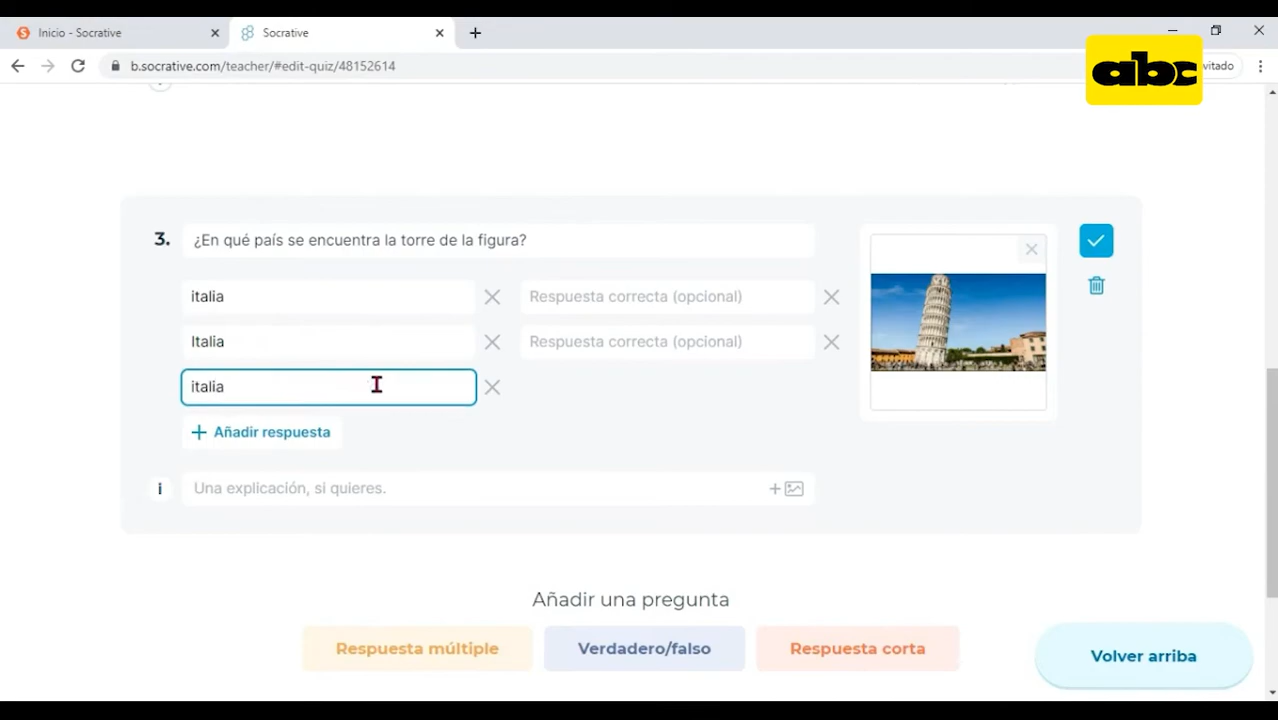 Inicio - Socrative
Socrative
b.socrative.com/teacher/#edit-quiz/48152614
vitado
abc
3. ¿En qué país se encuentra la torre de la figura?
italia
Respuesta correcta (opcional)
Italia
Respuesta correcta (opcional)
italia
+ Añadir respuesta
i Una explicación, si quieres.
Añadir una pregunta
Respuesta múltiple
Verdadero/falso
Respuesta corta
Volver arriba